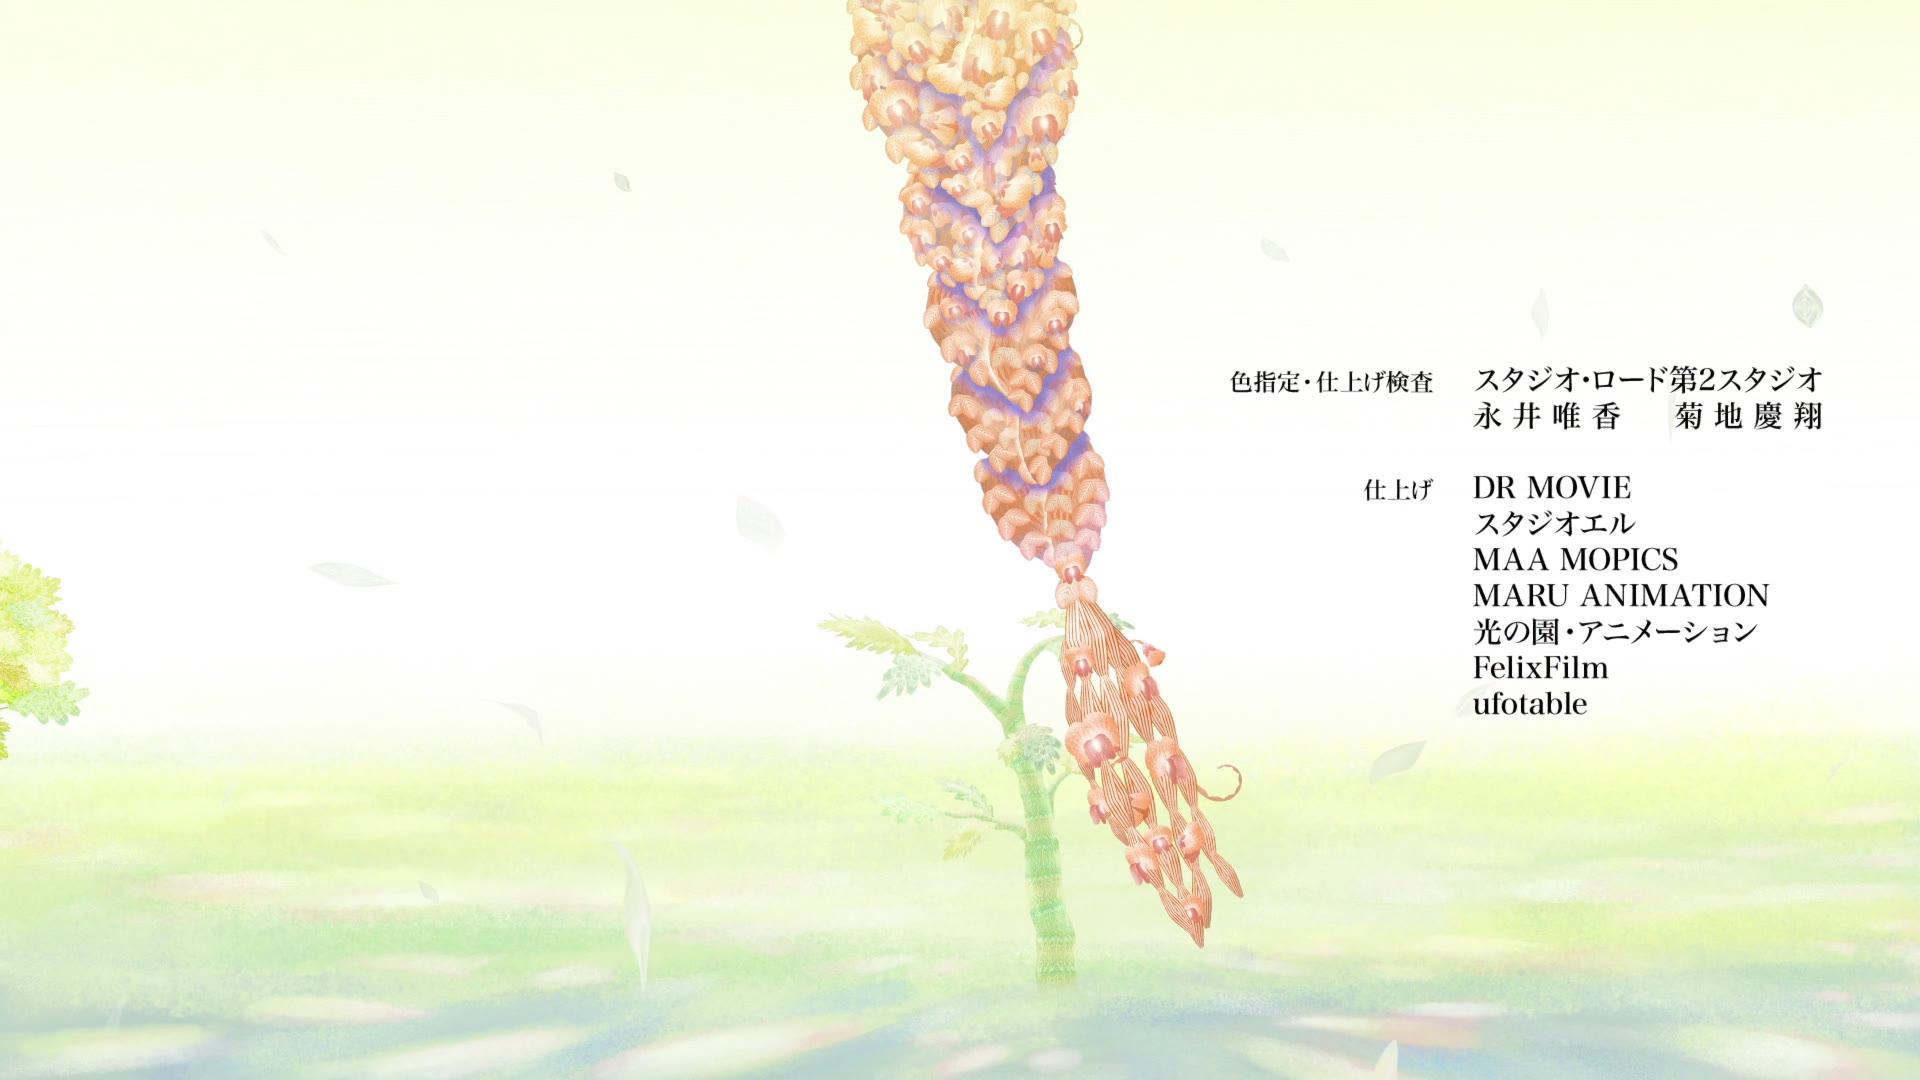 色指定・仕上げ検査 スタジオ・ロード第2スタジオ
永井唯香 菊地慶翔
仕上げ DR MOVIE
スタジオエル
MAA MOPICS
MARU ANIMATION
光の園・アニメーション
FelixFilm
ufotable